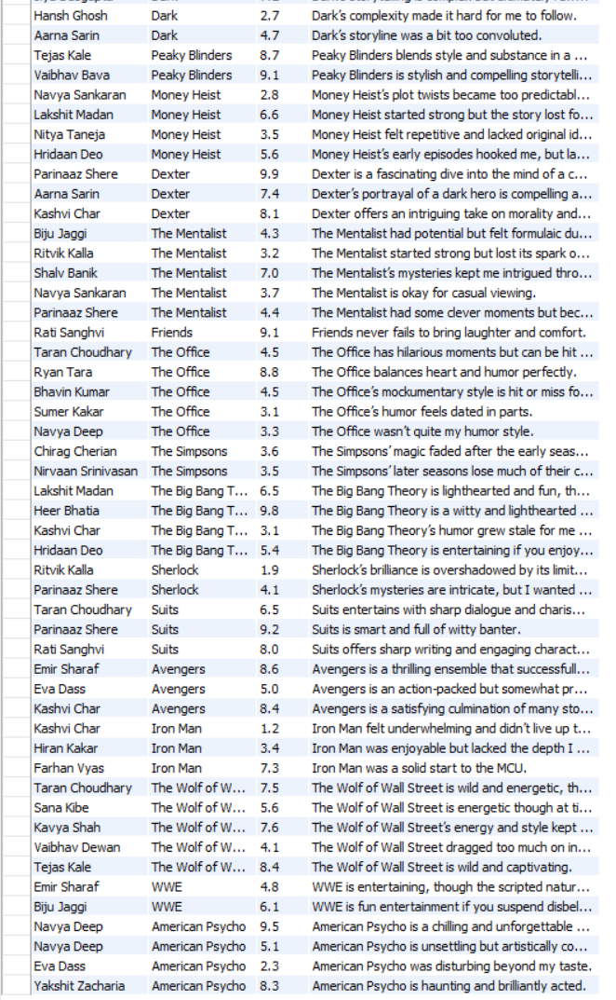 Hansh Ghosh Dark 2.7 Dark's complexity made it hard for me to follow.
Aarna Sarin Dark 4.7 Dark's storyline was a bit too convoluted.
Tejas Kale Peaky Blinders 8.7 Peaky Blinders blends style and substance in a ...
Vaibhav Bava Peaky Blinders 9.1 Peaky Blinders is stylish and compelling storytelli...
Navya Sankaran Money Heist 2.8 Money Heist's plot twists became too predictabl...
Lakshit Madan Money Heist 6.6 Money Heist started strong but the story lost fo...
Nitya Taneja Money Heist 3.5 Money Heist felt repetitive and lacked original id...
Hridaan Deo Money Heist 5.6 Money Heist's early episodes hooked me, but la...
Parinaaz Shere Dexter 9.9 Dexter is a fascinating dive into the mind of a c...
Aarna Sarin Dexter 7.4 Dexter's portrayal of a dark hero is compelling a...
Kashvi Char Dexter 8.1 Dexter offers an intriguing take on morality and...
Biju Jaggi The Mentalist 4.3 The Mentalist had potential but felt formulaic du...
Ritvik Kalla The Mentalist 3.2 The Mentalist started strong but lost its spark o...
Shalv Banik The Mentalist 7.0 The Mentalist's mysteries kept me intrigued thro...
Navya Sankaran The Mentalist 3.7 The Mentalist is okay for casual viewing.
Parinaaz Shere The Mentalist 4.4 The Mentalist had some clever moments but bec...
Rati Sanghvi Friends 9.1 Friends never fails to bring laughter and comfort.
Taran Choudhary The Office 4.5 The Office has hilarious moments but can be hit ...
Ryan Tara The Office 8.8 The Office balances heart and humor perfectly.
Bhavin Kumar The Office 4.5 The Office's mockumentary style is hit or miss fo...
Sumer Kakar The Office 3.1 The Office's humor feels dated in parts.
Navya Deep The Office 3.3 The Office wasn't quite my humor style.
Chirag Cherian The Simpsons 3.6 The Simpsons' magic faded after the early seas...
Nirvaan Srinivasan The Simpsons 3.5 The Simpsons' later seasons lose much of their c...
Lakshit Madan The Big Bang T... 6.5 The Big Bang Theory is lighthearted and fun, th...
Heer Bhatia The Big Bang T... 9.8 The Big Bang Theory is a witty and lighthearted ...
Kashvi Char The Big Bang T... 3.1 The Big Bang Theory's humor grew stale for me ...
Hridaan Deo The Big Bang T... 5.4 The Big Bang Theory is entertaining if you enjoy...
Ritvik Kalla Sherlock 1.9 Sherlock's brilliance is overshadowed by its limit...
Parinaaz Shere Sherlock 4.1 Sherlock's mysteries are intricate, but I wanted ...
Taran Choudhary Suits 6.5 Suits entertains with sharp dialogue and charis...
Parinaaz Shere Suits 9.2 Suits is smart and full of witty banter.
Rati Sanghvi Suits 8.0 Suits offers sharp writing and engaging charact...
Emir Sharaf Avengers 8.6 Avengers is a thrilling ensemble that successfull...
Eva Dass Avengers 5.0 Avengers is an action-packed but somewhat pr...
Kashvi Char Avengers 8.4 Avengers is a satisfying culmination of many sto...
Kashvi Char Iron Man 1.2 Iron Man felt underwhelming and didn't live up t...
Hiran Kakar Iron Man 3.4 Iron Man was enjoyable but lacked the depth I ...
Farhan Vyas Iron Man 7.3 Iron Man was a solid start to the MCU.
Taran Choudhary The Wolf of W... 7.5 The Wolf of Wall Street is wild and energetic, th...
Sana Kibe The Wolf of W... 5.6 The Wolf of Wall Street is energetic though at ti...
Kavya Shah The Wolf of W... 7.6 The Wolf of Wall Street's energy and style kept ...
Vaibhav Dewan The Wolf of W... 4.1 The Wolf of Wall Street dragged too much on in...
Tejas Kale The Wolf of W... 8.4 The Wolf of Wall Street is wild and captivating.
Emir Sharaf WWE 4.8 WWE is entertaining, though the scripted natur...
Biju Jaggi WWE 6.1 WWE is fun entertainment if you suspend disbel...
Navya Deep American Psycho 9.5 American Psycho is a chilling and unforgettable ...
Navya Deep American Psycho 5.1 American Psycho is unsettling but artistically co...
Eva Dass American Psycho 2.3 American Psycho was disturbing beyond my taste.
Yakshit Zacharia American Psycho 8.3 American Psycho is haunting and brilliantly acted.